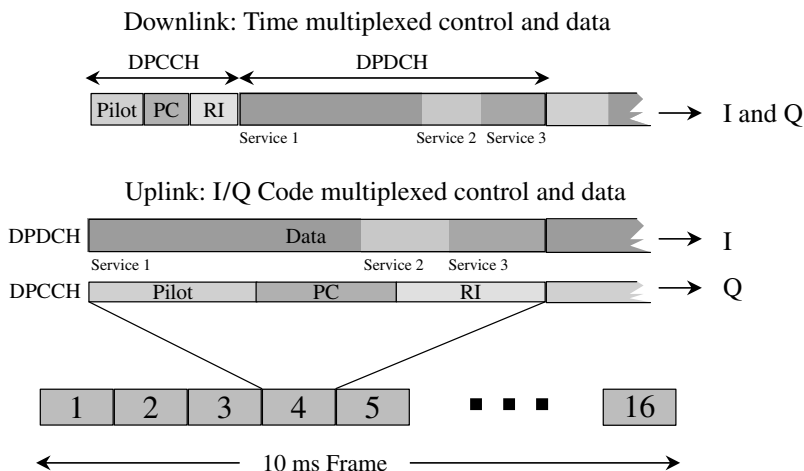 Downlink: Time multiplexed control and data
DPCCH DPDCH
Pilot PC RI
I and Q
Service 1 Service 2 Service 3
Uplink: I/Q Code multiplexed control and data
DPDCH Data I
Service 1 Service 2 Service 3
DPCCH Pilot PC RI Q
1 2 3 4 5 16
10 ms Frame